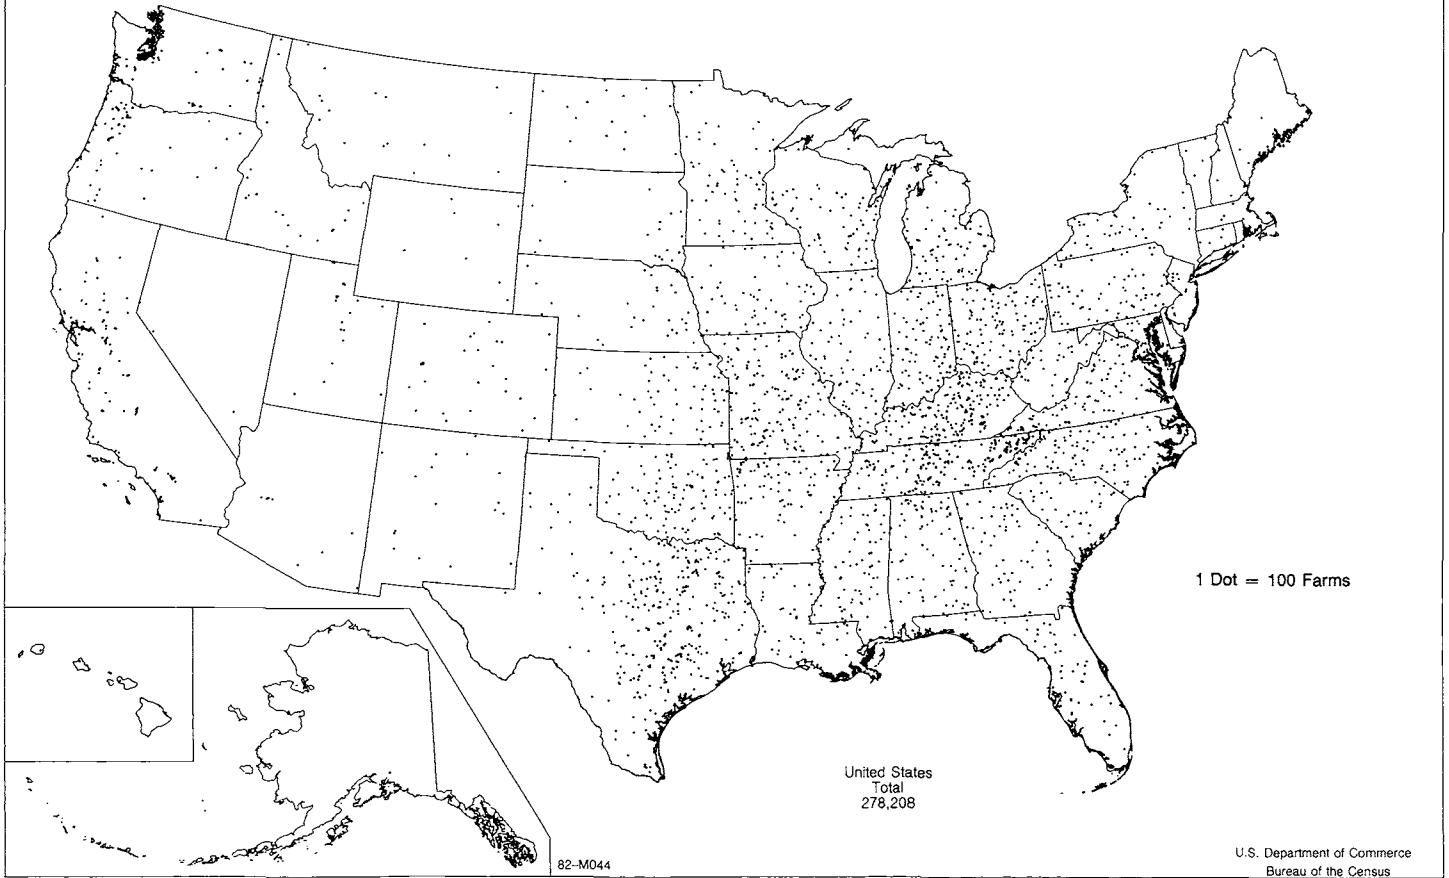 1 Dot = 100 Farms
United States
Total
278,208
82-M044
U.S. Department of Commerce
Bureau of the Census